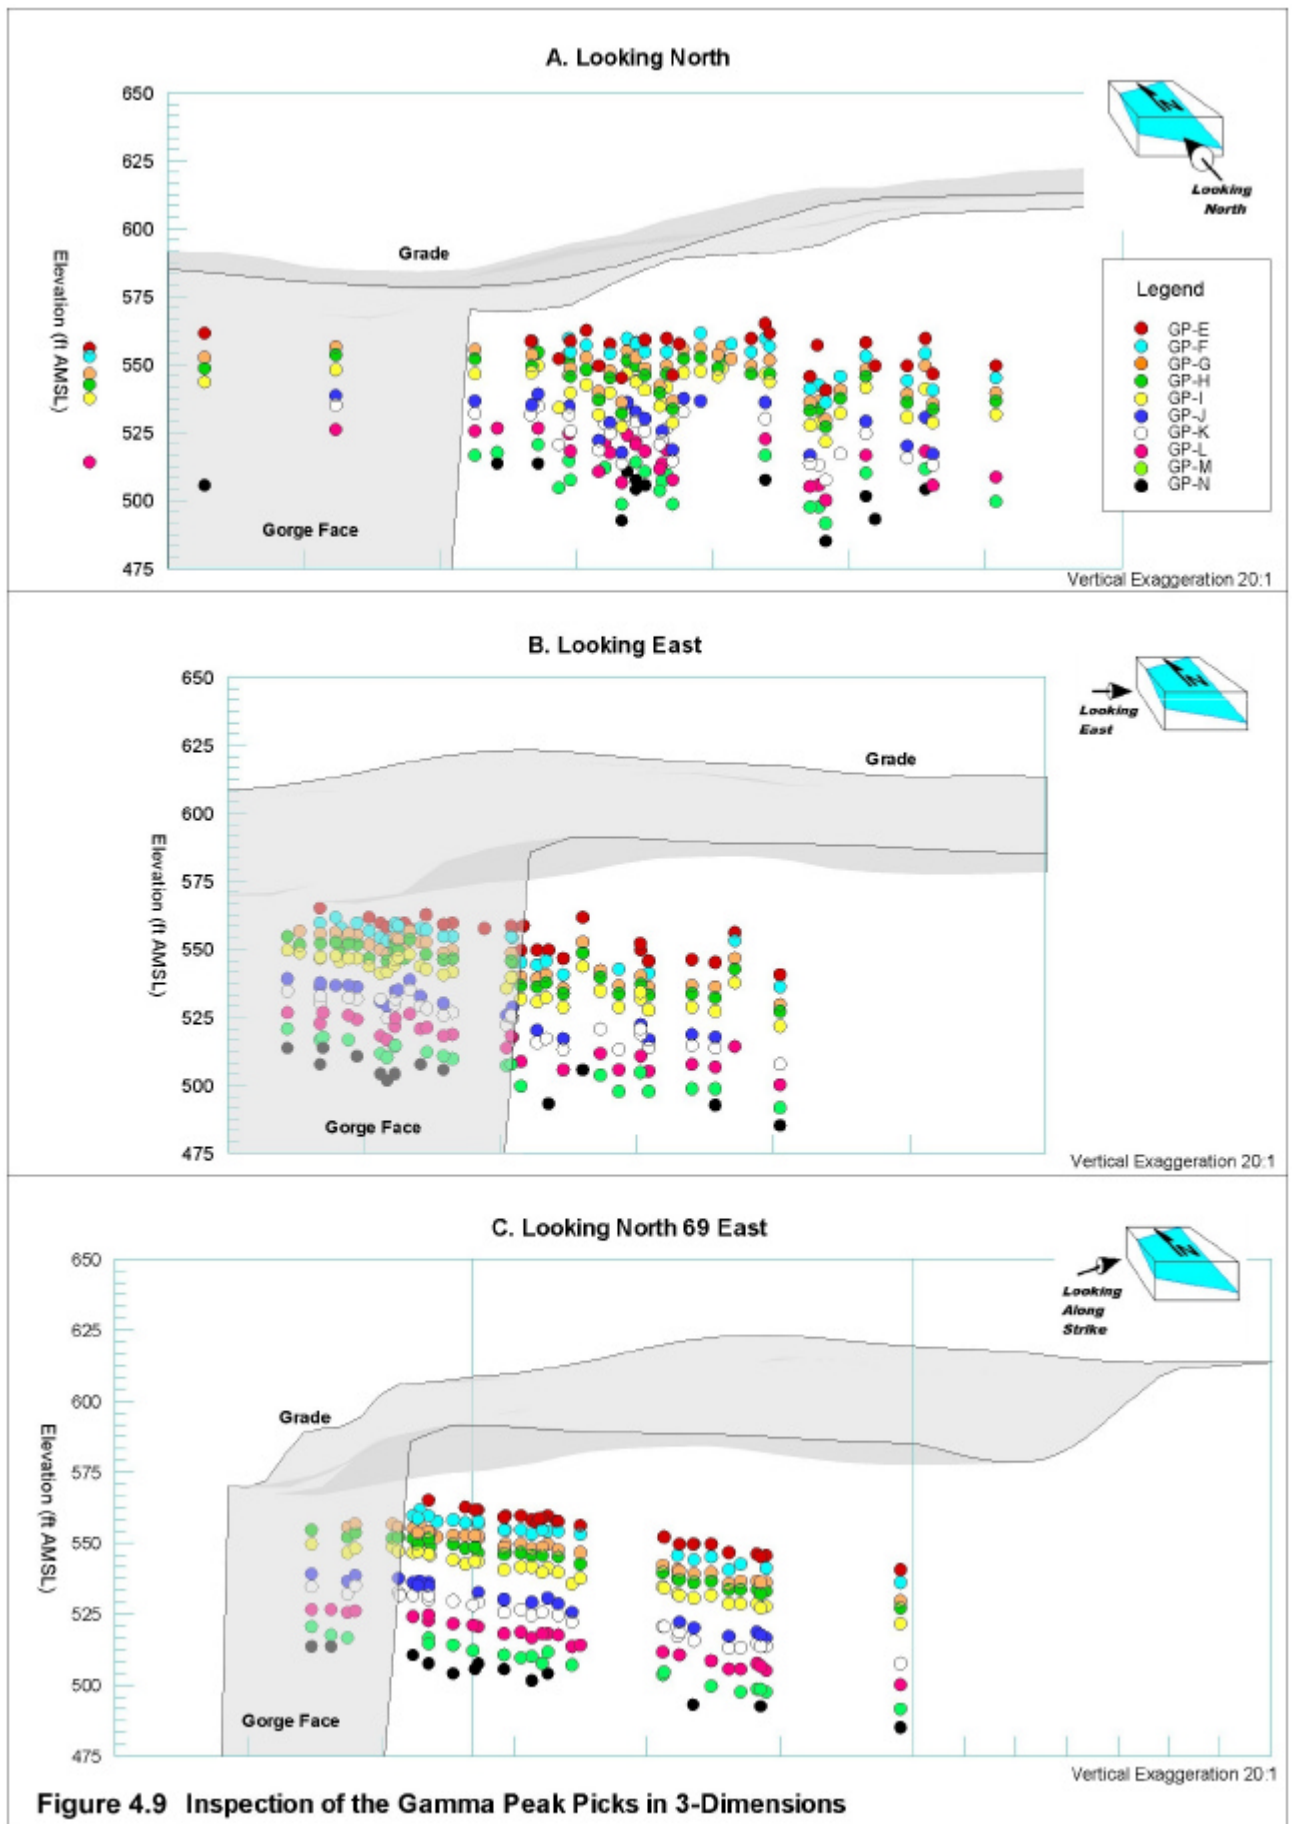 A. Looking North
650
625
600
575
550
525
500
475
Elevation (ft AMSL)
Grade
Gorge Face
N
Looking
North
Legend
GP-E
GP-F
GP-G
GP-H
GP-I
GP-J
GP-K
GP-L
GP-M
GP-N
Vertical Exaggeration 20:1
B. Looking East
650
625
600
575
550
525
500
475
Elevation (ft AMSL)
Grade
Gorge Face
N
Looking
East
Vertical Exaggeration 20:1
C. Looking North 69 East
650
625
600
575
550
525
500
475
Elevation (ft AMSL)
Grade
Gorge Face
N
Looking
Along
Strike
Vertical Exaggeration 20:1
Figure 4.9 Inspection of the Gamma Peak Picks in 3-Dimensions